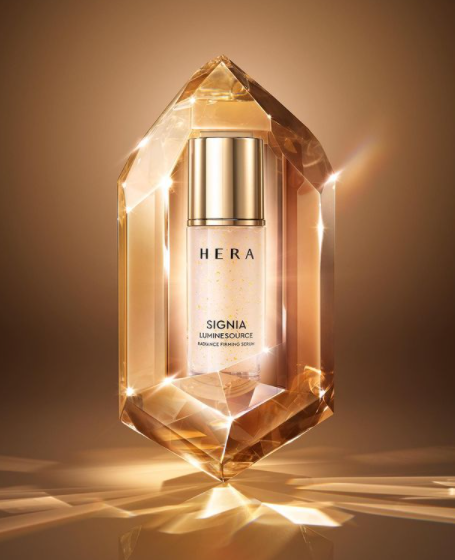 HERA
SIGNIA
LUMINESOURCE
RADIANCE FIRMING SERUM